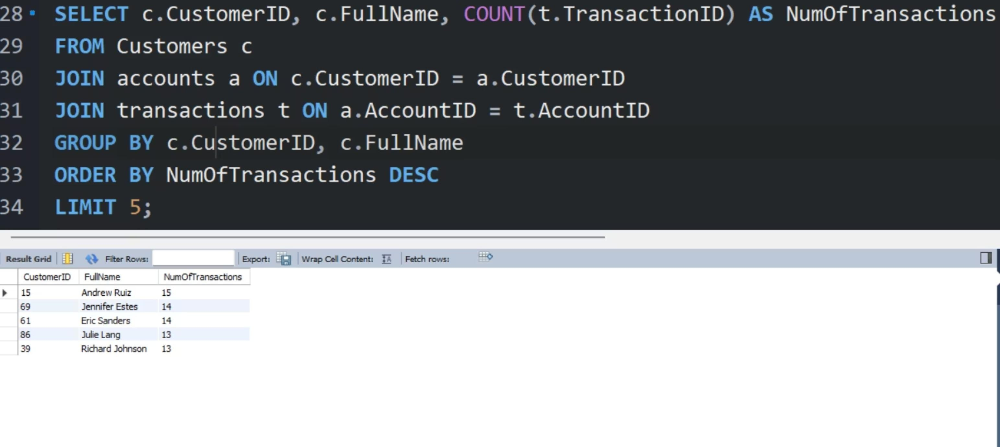 28 SELECT c.CustomerID, c.FullName, COUNT(t.TransactionID) AS NumOfTransactions
29 FROM Customers c
30 JOIN accounts a ON c.CustomerID = a.CustomerID
31 JOIN transactions t ON a.AccountID = t.AccountID
32 GROUP BY c.CustomerID, c.FullName
33 ORDER BY NumOfTransactions DESC
34 LIMIT 5;
Result Grid Filter Rows: Export: Wrap Cell Content: Fetch rows:
CustomerID FullName NumOfTransactions
15 Andrew Ruiz 15
69 Jennifer Estes 14
61 Eric Sanders 14
86 Julie Lang 13
39 Richard Johnson 13